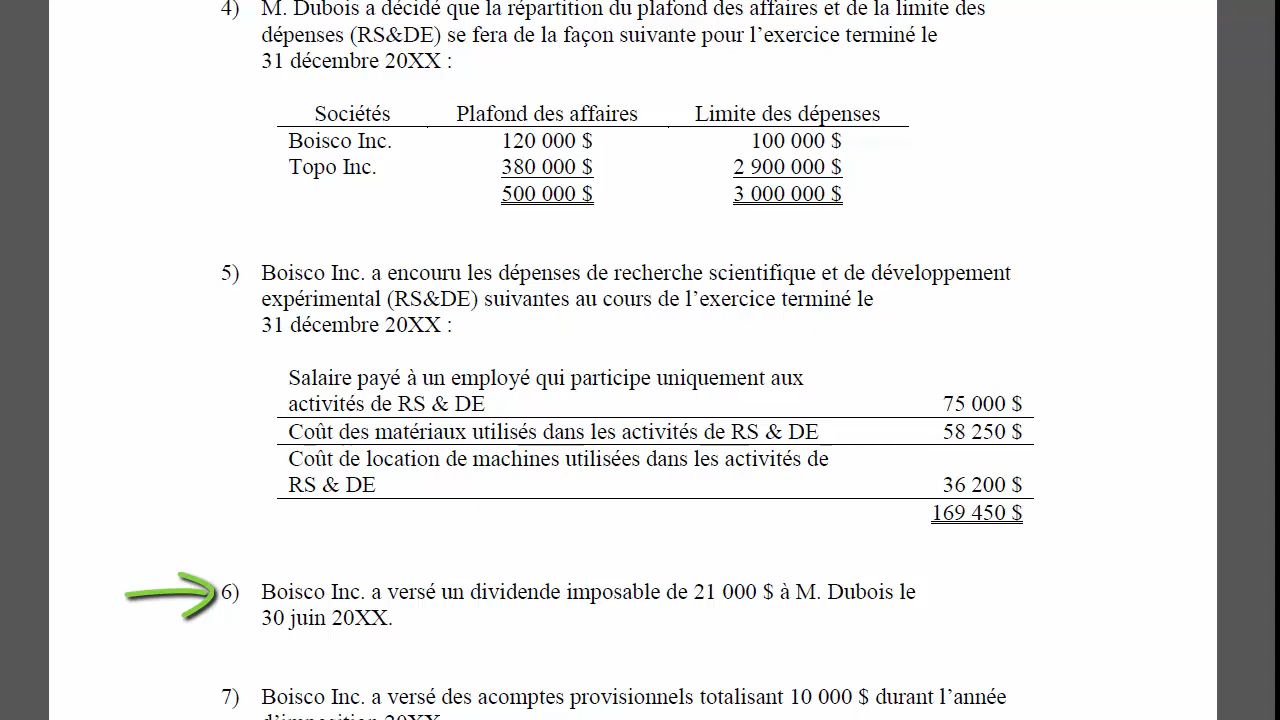 4) M. Dubois a décidé que la répartition du plafond des affaires et de la limite des
dépenses (RS&DE) se fera de la façon suivante pour l’exercice terminé le
31 décembre 20XX :
Sociétés Plafond des affaires Limite des dépenses
Boisco Inc. 120 000 $ 100 000 $
Topo Inc. 380 000 $ 2 900 000 $
500 000 $ 3 000 000 $
5) Boisco Inc. a encouru les dépenses de recherche scientifique et de développement
expérimental (RS&DE) suivantes au cours de l’exercice terminé le
31 décembre 20XX :
Salaire payé à un employé qui participe uniquement aux
activités de RS & DE 75 000 $
Coût des matériaux utilisés dans les activités de RS & DE 58 250 $
Coût de location de machines utilisées dans les activités de
RS & DE 36 200 $
169 450 $
6) Boisco Inc. a versé un dividende imposable de 21 000 $ à M. Dubois le
30 juin 20XX.
7) Boisco Inc. a versé des acomptes provisionnels totalisant 10 000 $ durant l’année
d’imposition 20XX